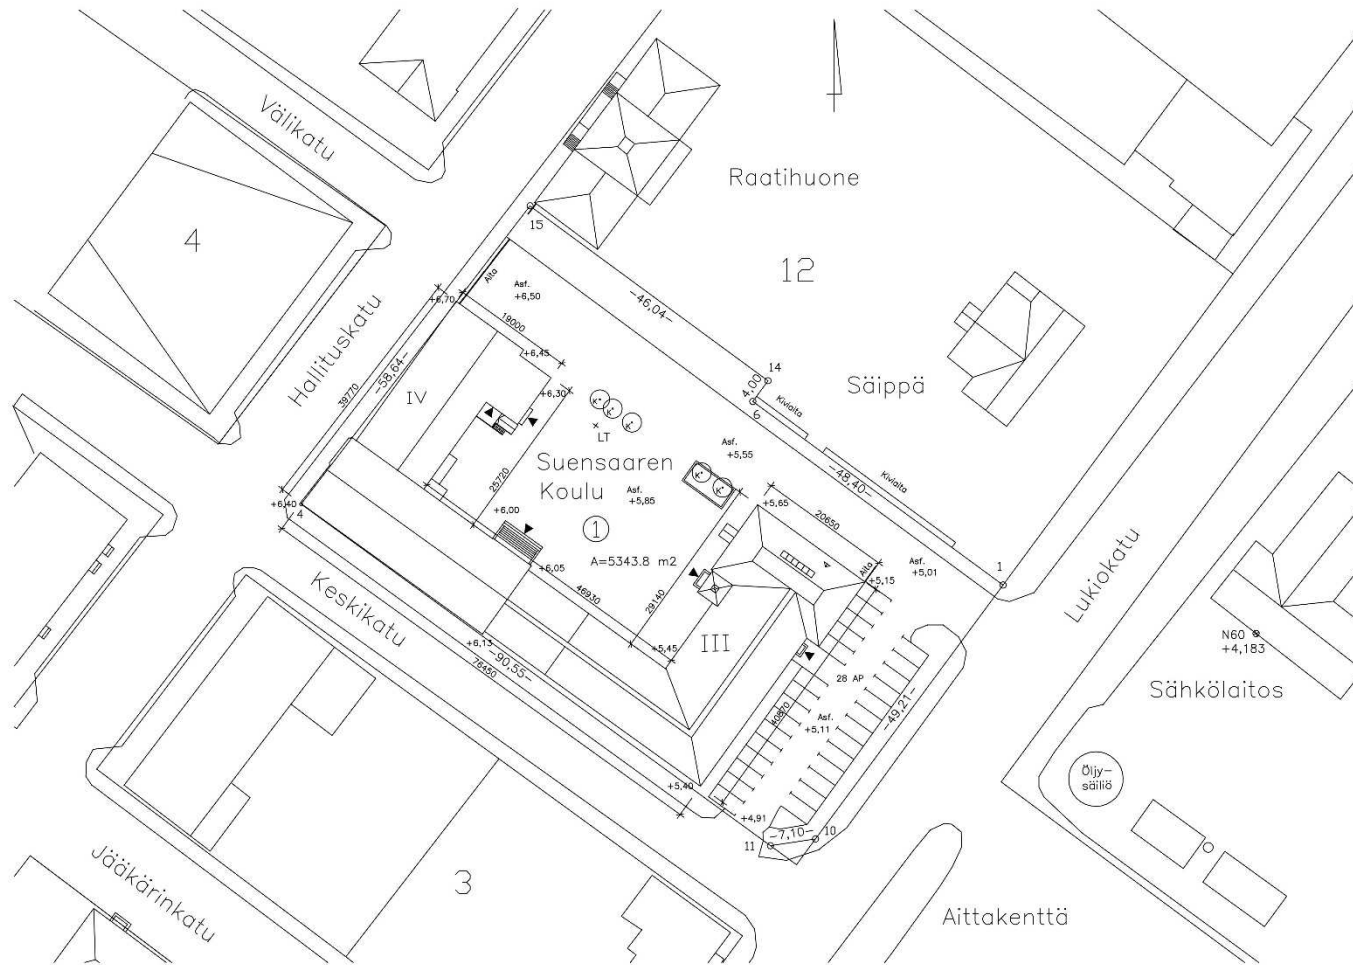 Välikatu
Raatihuone
15
4
12
Aita
Asf.
+6,50
+6,70
-46,04-
19000
Hallituskatu
-58,64-
39770
+6,45
14
4,00
6
Säippä
IV
+6,30
Kiviaita
LT
Asf.
+5,55
Suensaaren
Koulu
Kiviaita
-48,40-
25720
Asf.
+5,85
+6,40
4
+6,00
+5,65
20650
1
A=5343.8 m2
Asf.
+5,01
Aita
+5,15
1
+6,05
Keskikatu
46930
29140
Lukiokatu
+6,13
+5,45
III
N60
+4,183
-90,55-
76450
28 AP
Sähkölaitos
40870
Asf.
+5,11
-49,21-
+5,40
Öljy-
säiliö
+4,91
-7,10-
10
11
Jääkärinkatu
3
Aittakenttä